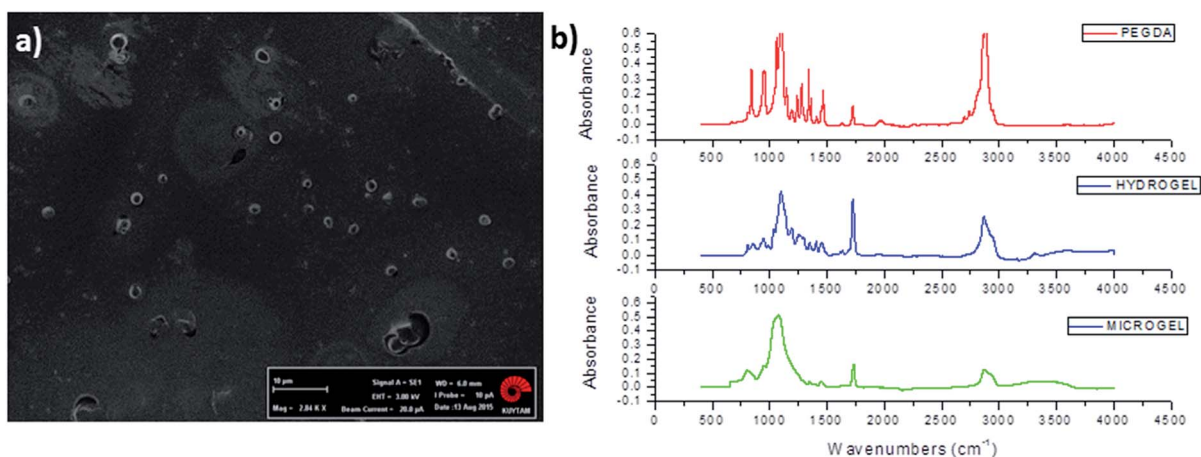 a)
10 µm
Mag = 2.04 K X
Signal A = SE1
EHT = 3.00 kV
Beam Current = 20.0 µA
WD = 6.0 mm
I Probe = 10 pA
Date :13 Aug 2015
KUYTAM
b)
PEGDA
Absorbance
0.6
0.5
0.4
0.3
0.2
0.1
0.0
-0.1
0 500 1000 1500 2000 2500 3000 3500 4000 4500
HYDROGEL
Absorbance
0.6
0.5
0.4
0.3
0.2
0.1
0.0
-0.1
0 500 1000 1500 2000 2500 3000 3500 4000 4500
MICROGEL
Absorbance
0.6
0.5
0.4
0.3
0.2
0.1
0.0
-0.1
0 500 1000 1500 2000 2500 3000 3500 4000 4500
Wavenumbers (cm⁻¹)